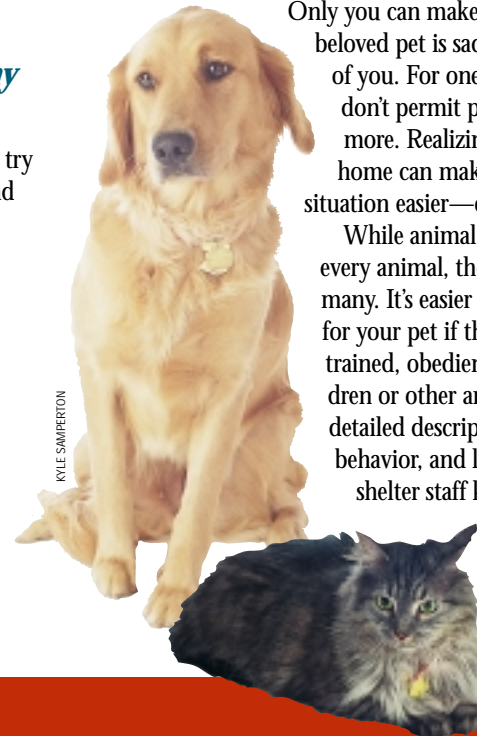 y
try
d
Only you can make
beloved pet is sa
of you. For one
don’t permit p
more. Realizin
home can mak
situation easier—
While animal
every animal, th
many. It’s easier
for your pet if th
trained, obedien
dren or other a
detailed descrip
behavior, and l
shelter staff
KYLE SAMPERTON